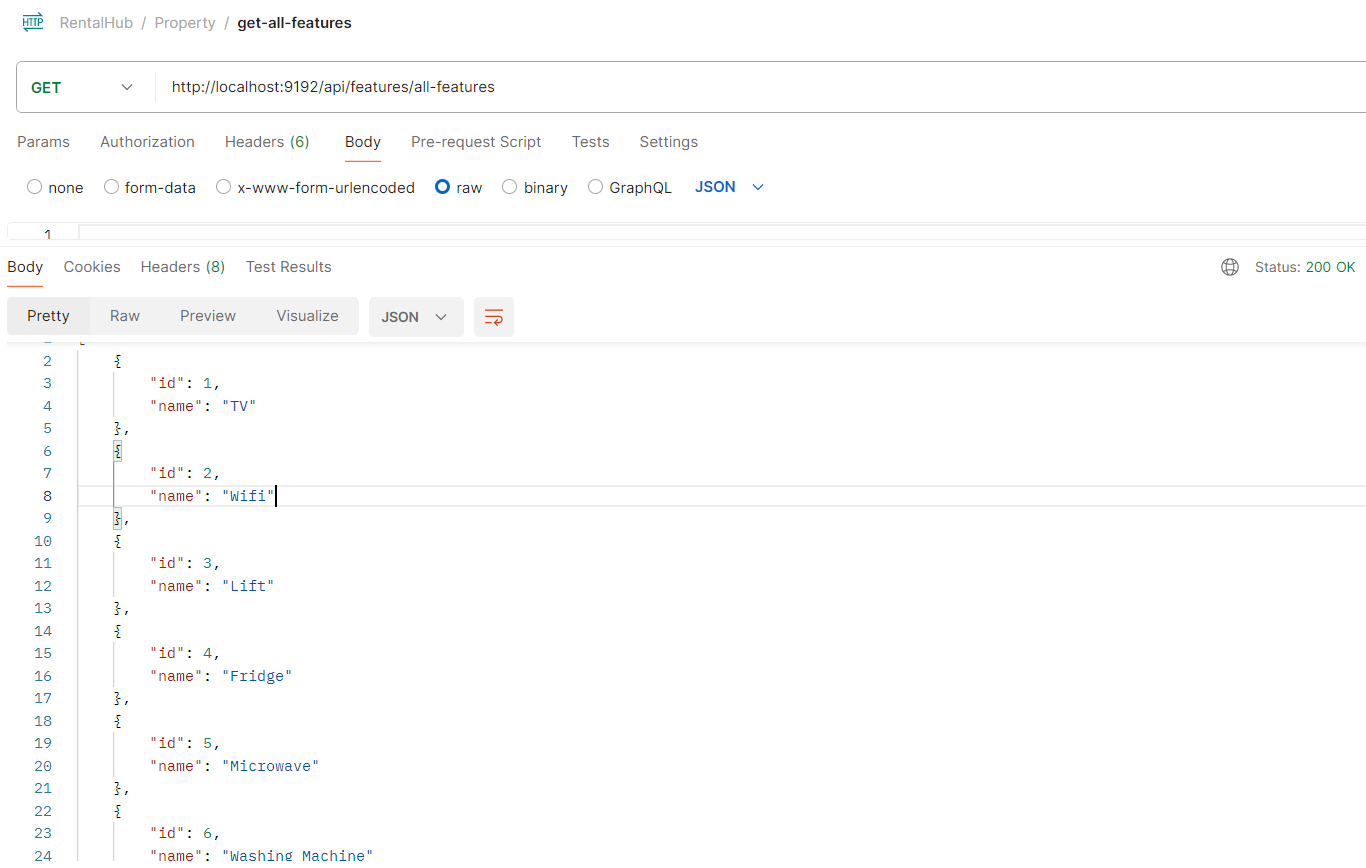 HTTP RentalHub / Property / get-all-features
GET http://localhost:9192/api/features/all-features
Params Authorization Headers (6) Body Pre-request Script Tests Settings
none form-data x-www-form-urlencoded raw binary GraphQL JSON
1
Body Cookies Headers (8) Test Results Status: 200 OK
Pretty Raw Preview Visualize JSON
2 {
3 "id": 1,
4 "name": "TV"
5 },
6 {
7 "id": 2,
8 "name": "Wifi"
9 },
10 {
11 "id": 3,
12 "name": "Lift"
13 },
14 {
15 "id": 4,
16 "name": "Fridge"
17 },
18 {
19 "id": 5,
20 "name": "Microwave"
21 },
22 {
23 "id": 6,
24 "name": "Washing Machine"